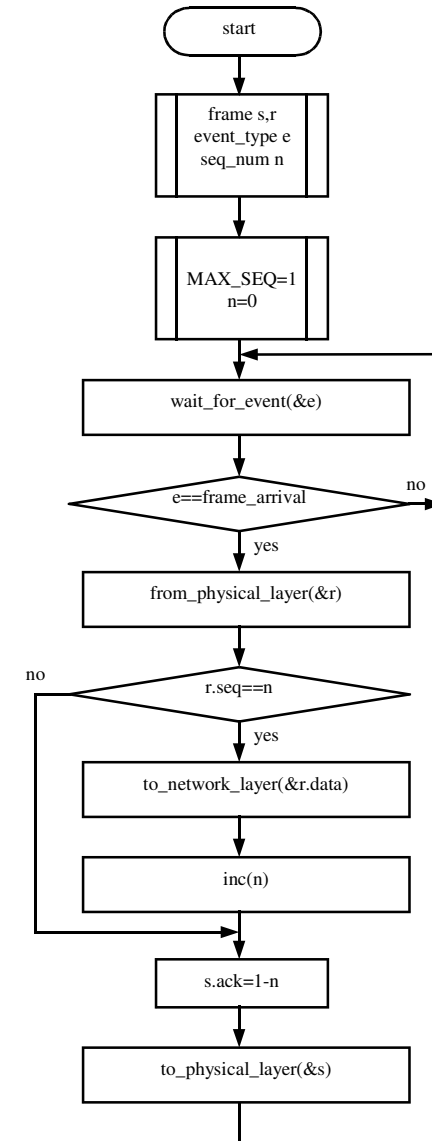 start
frame s,r
event_type e
seq_num n
MAX_SEQ=1
n=0
wait_for_event(&e)
e==frame_arrival
no
yes
from_physical_layer(&r)
no
r.seq==n
yes
to_network_layer(&r.data)
inc(n)
s.ack=1-n
to_physical_layer(&s)